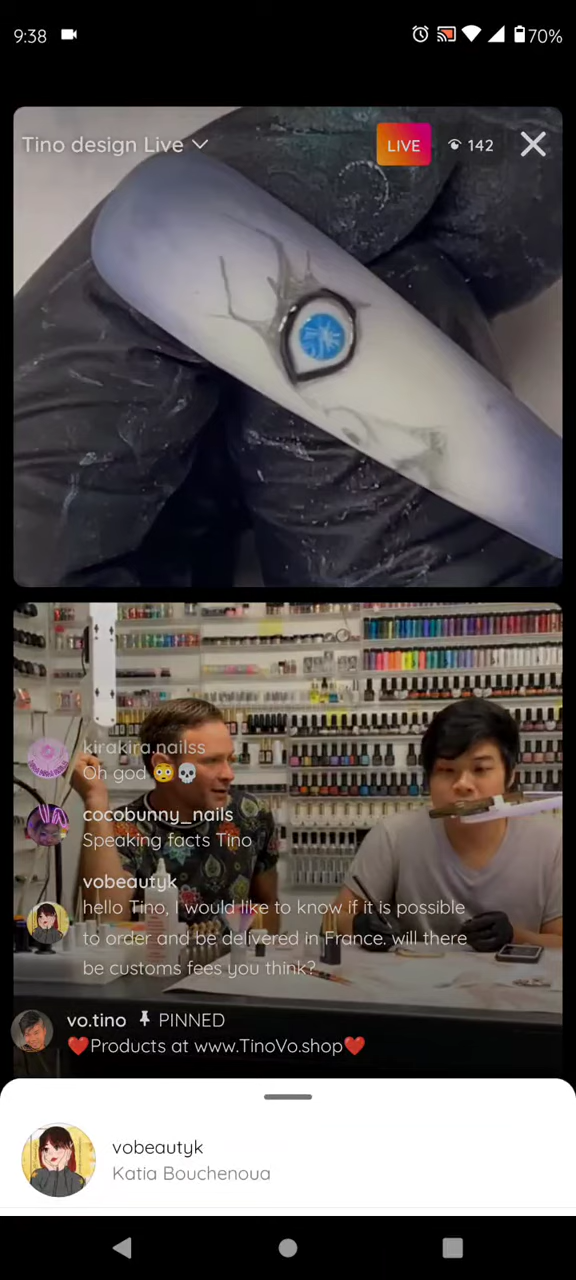 9:38
70%
Tino design Live
LIVE
142
kirakira.nailss
Oh god 😳💀
cocobunny_nails
Speaking facts Tino
vobeautyk
hello Tino, I would like to know if it is possible
to order and be delivered in France. will there
be customs fees you think?
vo.tino PINNED
❤️Products at www.TinoVo.shop❤️
vobeautyk
Katia Bouchenoua